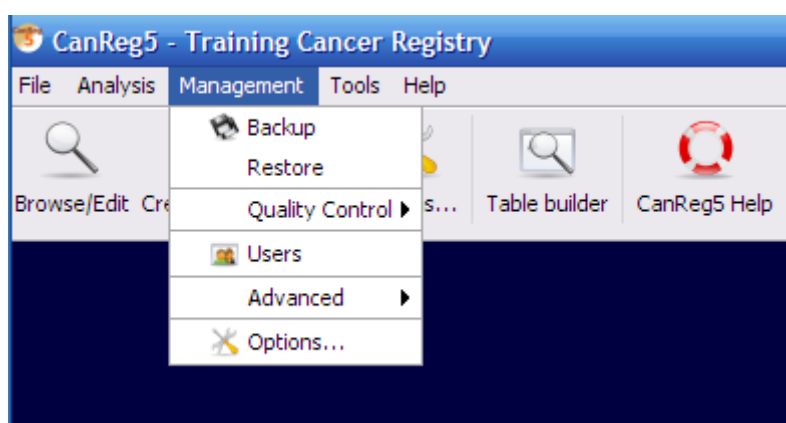 CanReg5 - Training Cancer Registry
File Analysis Management Tools Help
Backup
Restore
Quality Control
Users
Advanced
Options...
Browse/Edit Cre s... Table builder CanReg5 Help